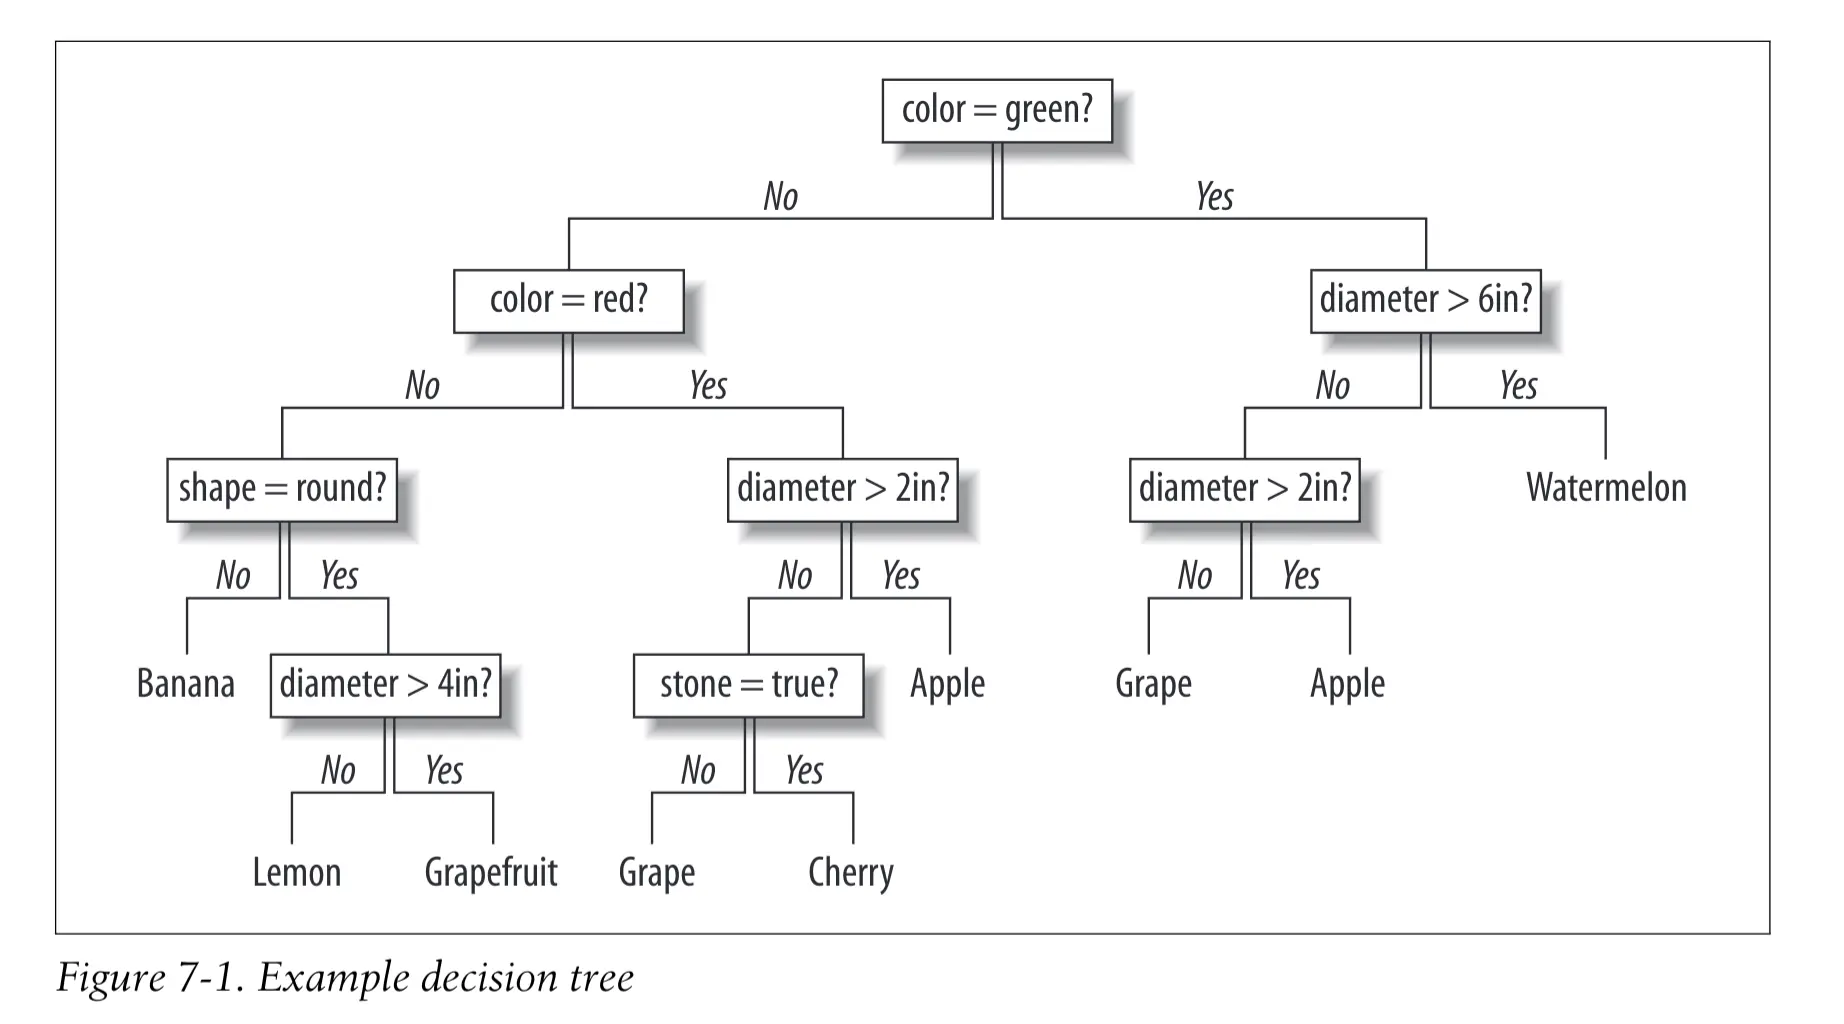 color = green?
No
Yes
color = red?
diameter > 6in?
No
Yes
No
Yes
shape = round?
diameter > 2in?
diameter > 2in?
Watermelon
No
Yes
No
Yes
No
Yes
Banana
diameter > 4in?
stone = true?
Apple
Grape
Apple
No
Yes
No
Yes
Lemon
Grapefruit
Grape
Cherry
Figure 7-1. Example decision tree